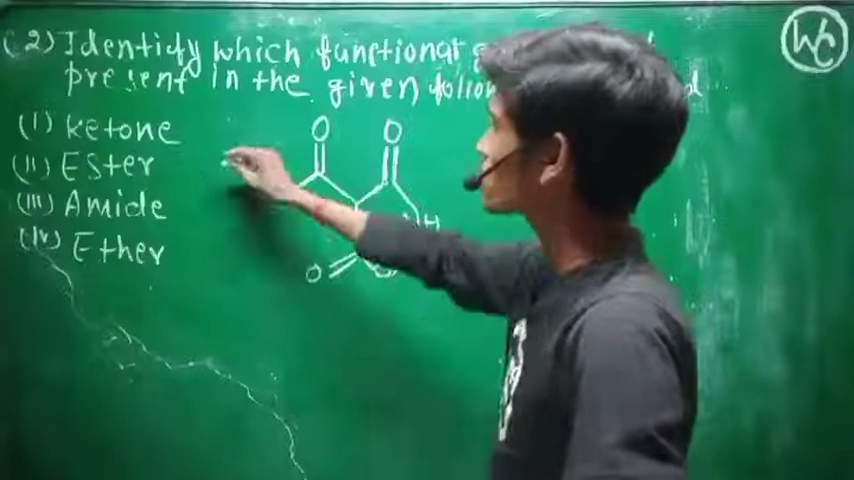 (2) Identify which functional
present in the given
(I) Ketone
(II) Ester
(III) Amide
(IV) Ether
O O
H
O O
WC